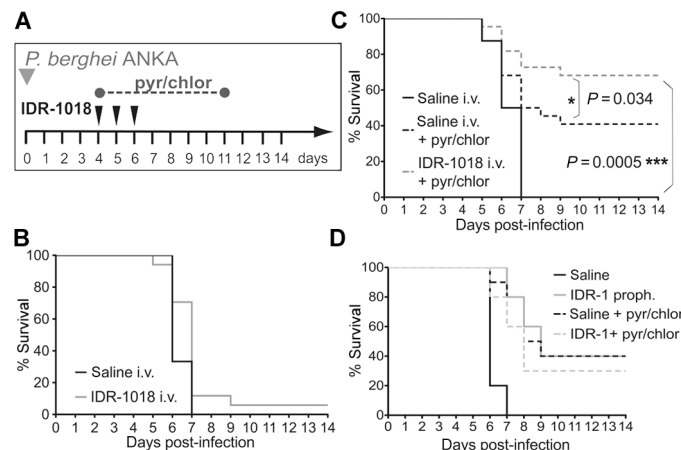 A
P. berghei ANKA
pyr/chlor
IDR-1018
0 1 2 3 4 5 6 7 8 9 10 11 12 13 14 days
B
100
80
60
40
20
0
% Survival
Saline i.v.
IDR-1018 i.v.
0 1 2 3 4 5 6 7 8 9 10 11 12 13 14
Days post-infection
C
100
80
60
40
20
0
% Survival
Saline i.v.
Saline i.v.
+ pyr/chlor
IDR-1018 i.v.
+ pyr/chlor
* P = 0.034
P = 0.0005 ***
0 1 2 3 4 5 6 7 8 9 10 11 12 13 14
Days post-infection
D
100
80
60
40
20
0
% Survival
Saline
IDR-1 proph.
Saline + pyr/chlor
IDR-1+ pyr/chlor
0 1 2 3 4 5 6 7 8 9 10 11 12 13 14
Days post-infection